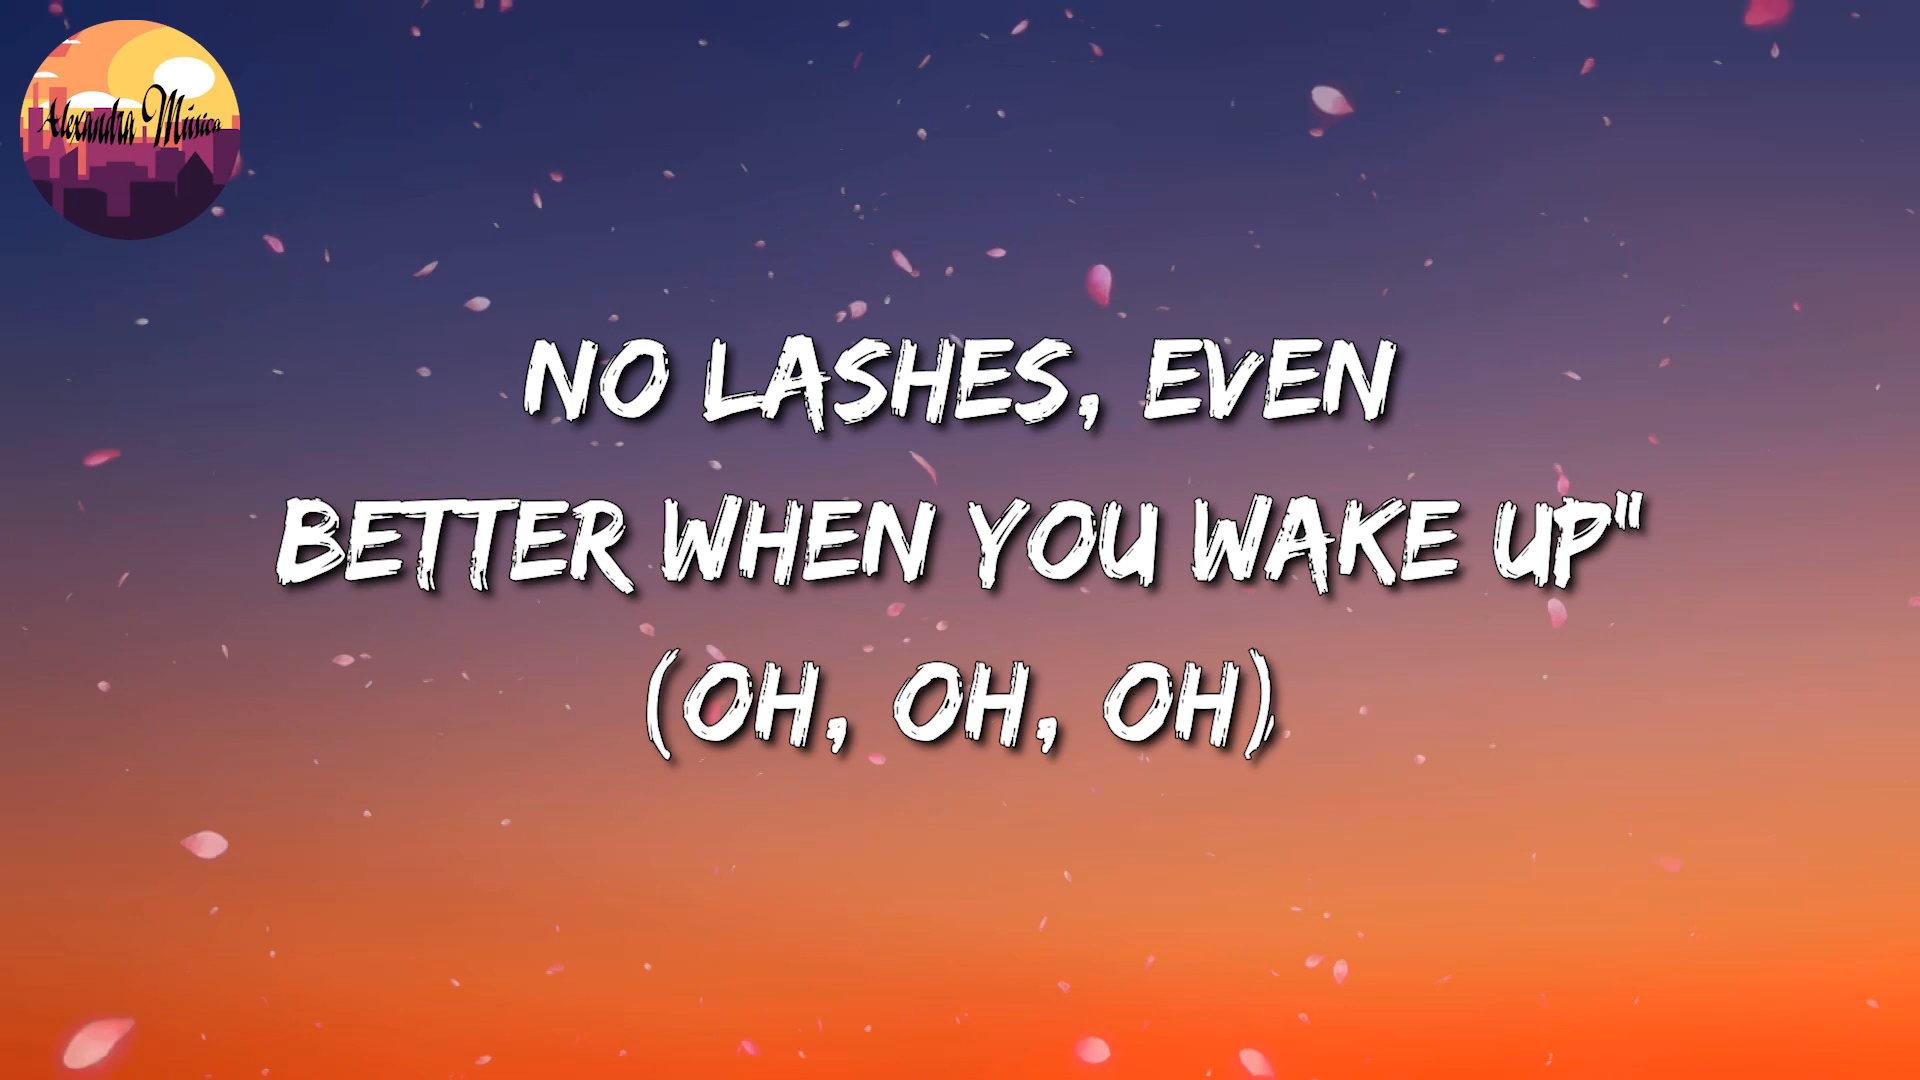 Alexandra Música
NO LASHES, EVEN
BETTER WHEN YOU WAKE UP"
(OH, OH, OH)